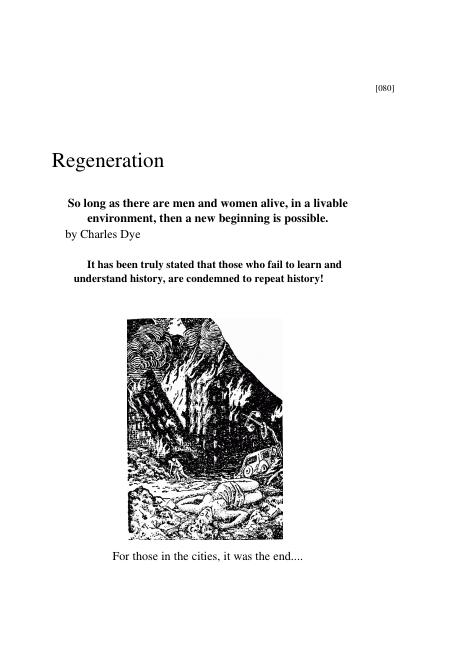 [080]
Regeneration
So long as there are men and women alive, in a livable
environment, then a new beginning is possible.
by Charles Dye
It has been truly stated that those who fail to learn and
understand history, are condemned to repeat history!
For those in the cities, it was the end....